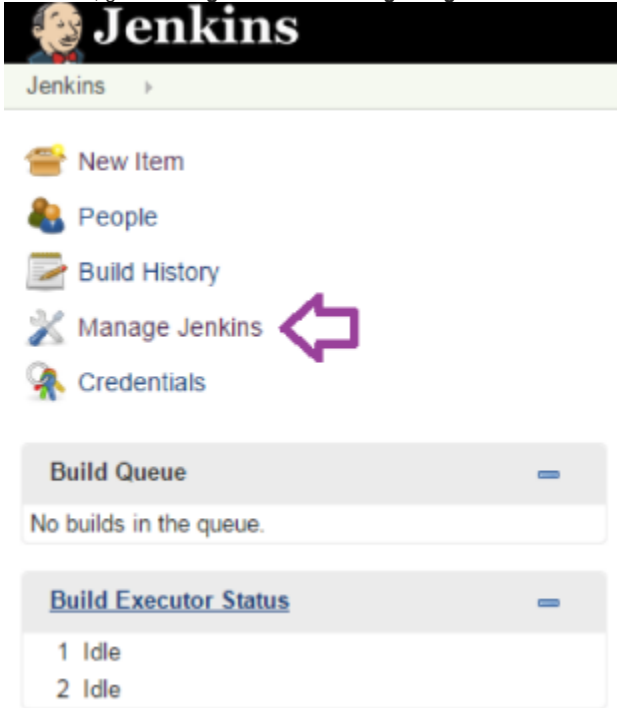 Jenkins
Jenkins
New Item
People
Build History
Manage Jenkins
Credentials
Build Queue
No builds in the queue.
Build Executor Status
1 Idle
2 Idle